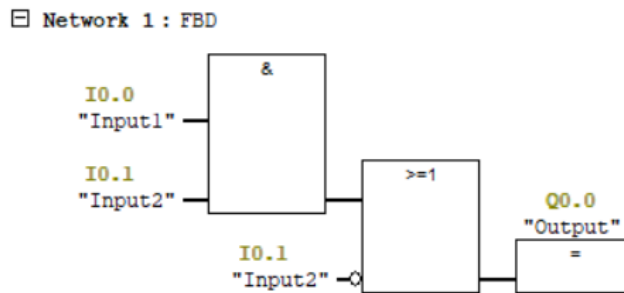 Network 1 : FBD
&
I0.0
"Input1"
I0.1
"Input2"
>=1
I0.1
"Input2"
Q0.0
"Output"
=